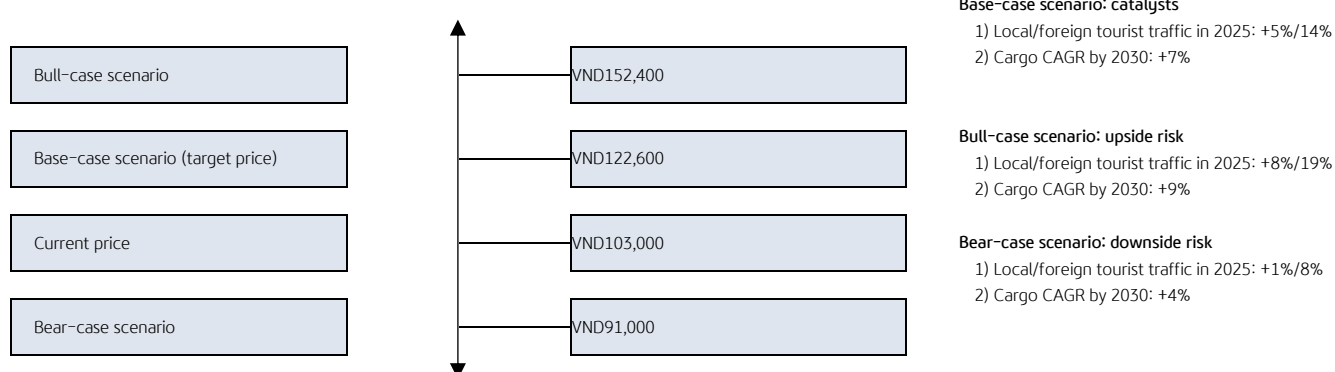 Bull-case scenario
VND152,400
Base-case scenario (target price)
VND122,600
Current price
VND103,000
Bear-case scenario
VND91,000
Base-case scenario: catalysts
1) Local/foreign tourist traffic in 2025: +5%/14%
2) Cargo CAGR by 2030: +7%
Bull-case scenario: upside risk
1) Local/foreign tourist traffic in 2025: +8%/19%
2) Cargo CAGR by 2030: +9%
Bear-case scenario: downside risk
1) Local/foreign tourist traffic in 2025: +1%/8%
2) Cargo CAGR by 2030: +4%